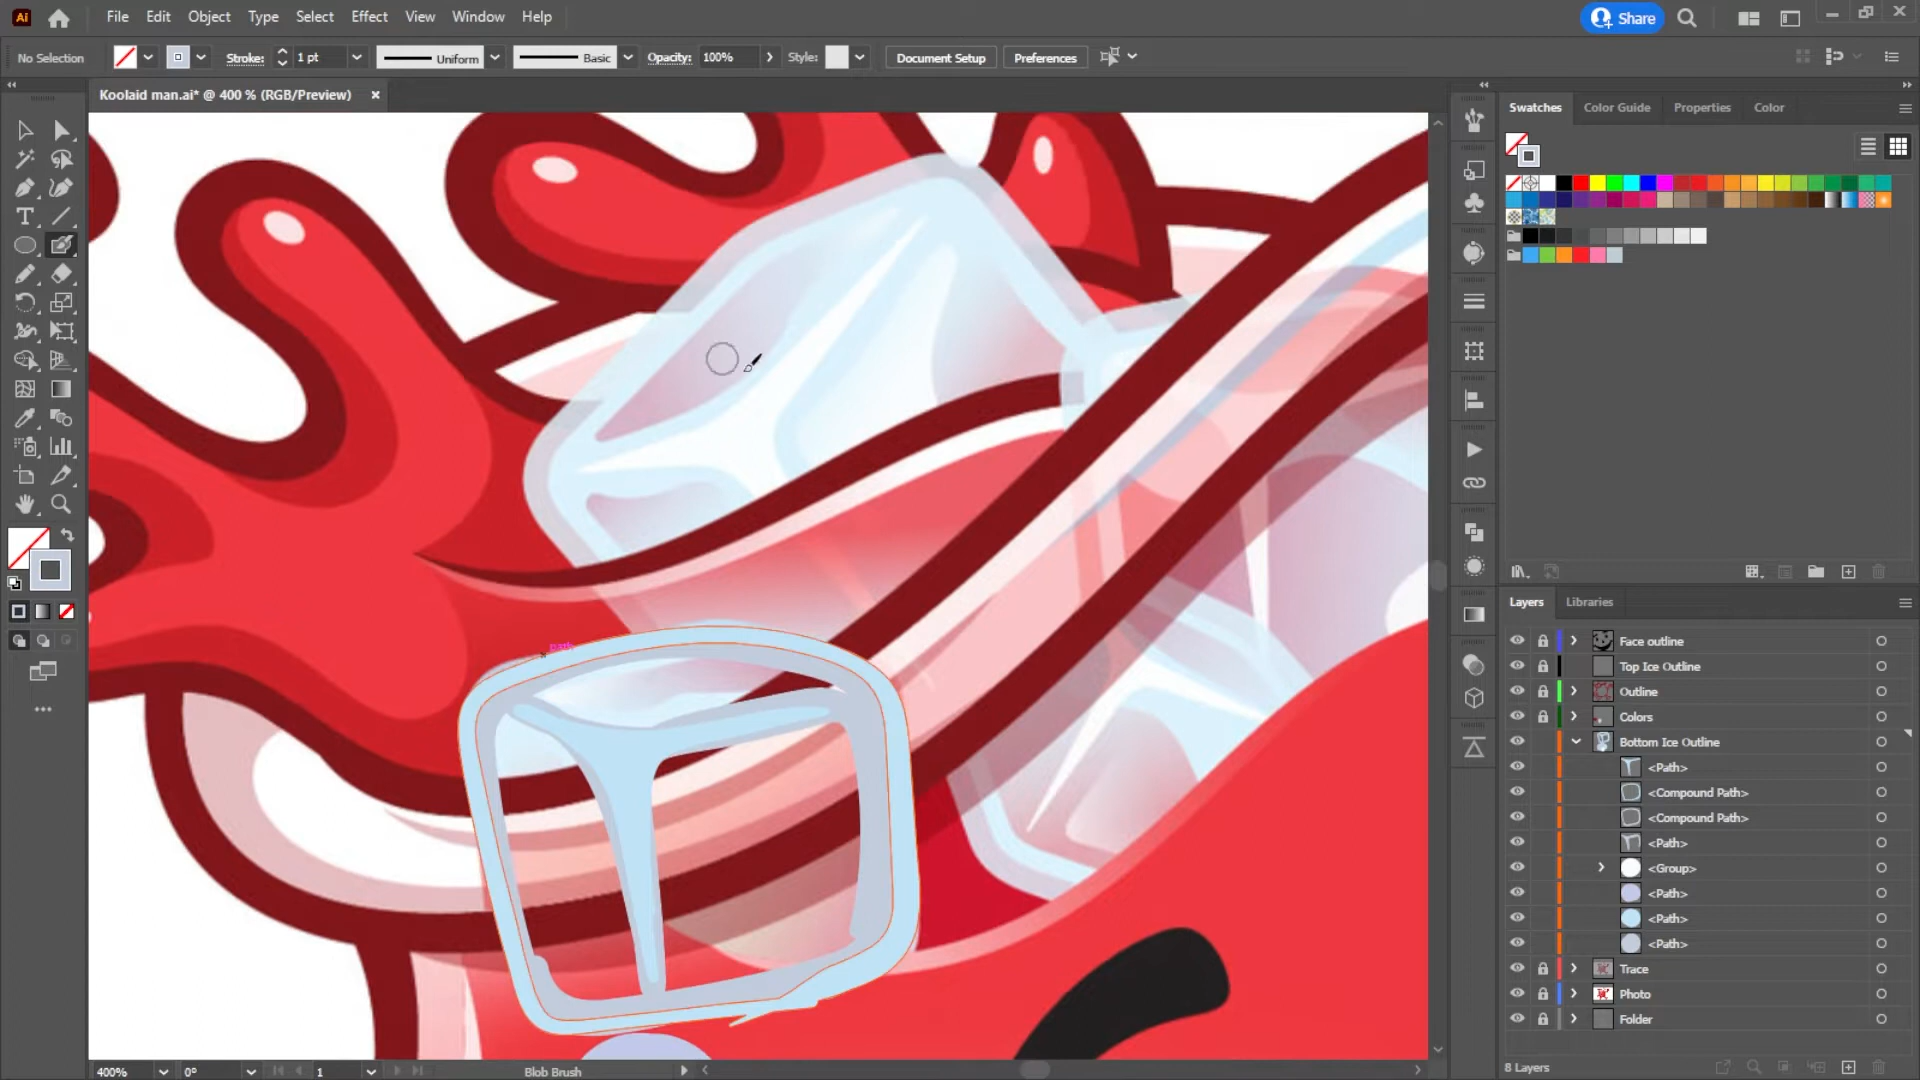 Ai File Edit Object Type Select Effect View Window Help Share
No Selection Stroke: 1 pt Uniform Basic Opacity: 100% Style: Document Setup Preferences
Koolaid man.ai* @ 400 % (RGB/Preview) ×
Swatches Color Guide Properties Color
path
Layers Libraries
Face outline
Top Ice Outline
Outline
Colors
Bottom Ice Outline
<Path>
<Compound Path>
<Compound Path>
<Path>
<Group>
<Path>
<Path>
<Path>
Trace
Photo
Folder
400% 0° 1 Blob Brush 8 Layers